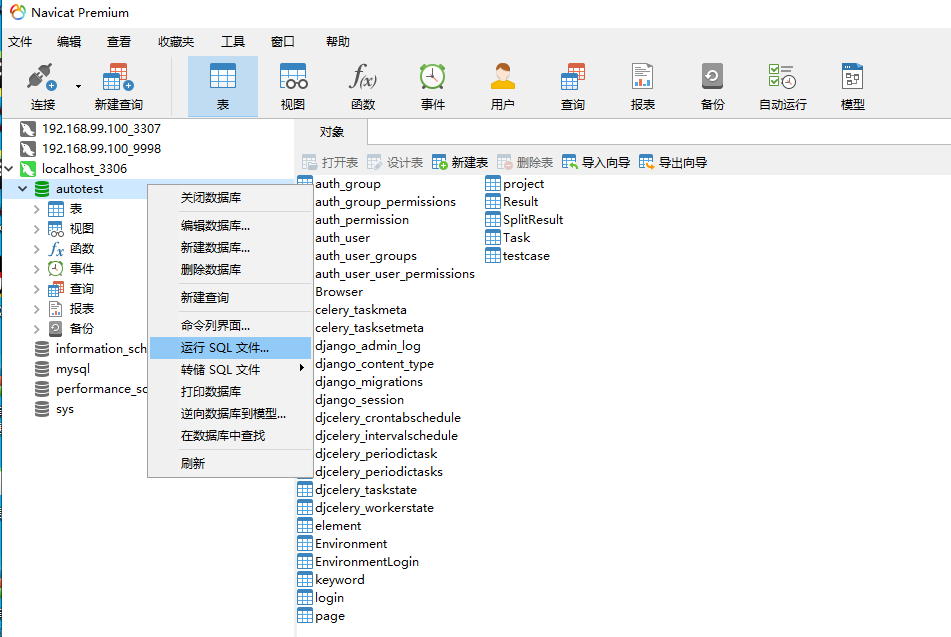 Navicat Premium
文件 编辑 查看 收藏夹 工具 窗口 帮助
连接 新建查询 表 视图 函数 事件 用户 查询 报表 备份 自动运行 模型
192.168.99.100_3307
192.168.99.100_9998
localhost_3306
autotest
表
视图
函数
事件
查询
报表
备份
information_sch
mysql
performance_sc
sys
关闭数据库
编辑数据库...
新建数据库...
删除数据库
新建查询
命令列界面...
运行 SQL 文件...
转储 SQL 文件
打印数据库
逆向数据库到模型...
在数据库中查找
刷新
对象
打开表 设计表 新建表 删除表 导入向导 导出向导
auth_group
auth_group_permissions
auth_permission
auth_user
auth_user_groups
auth_user_user_permissions
Browser
celery_taskmeta
celery_tasksetmeta
django_admin_log
django_content_type
django_migrations
django_session
djcelery_crontabschedule
djcelery_intervalschedule
djcelery_periodictask
djcelery_periodictasks
djcelery_taskstate
djcelery_workerstate
element
Environment
EnvironmentLogin
keyword
login
page
project
Result
SplitResult
Task
testcase